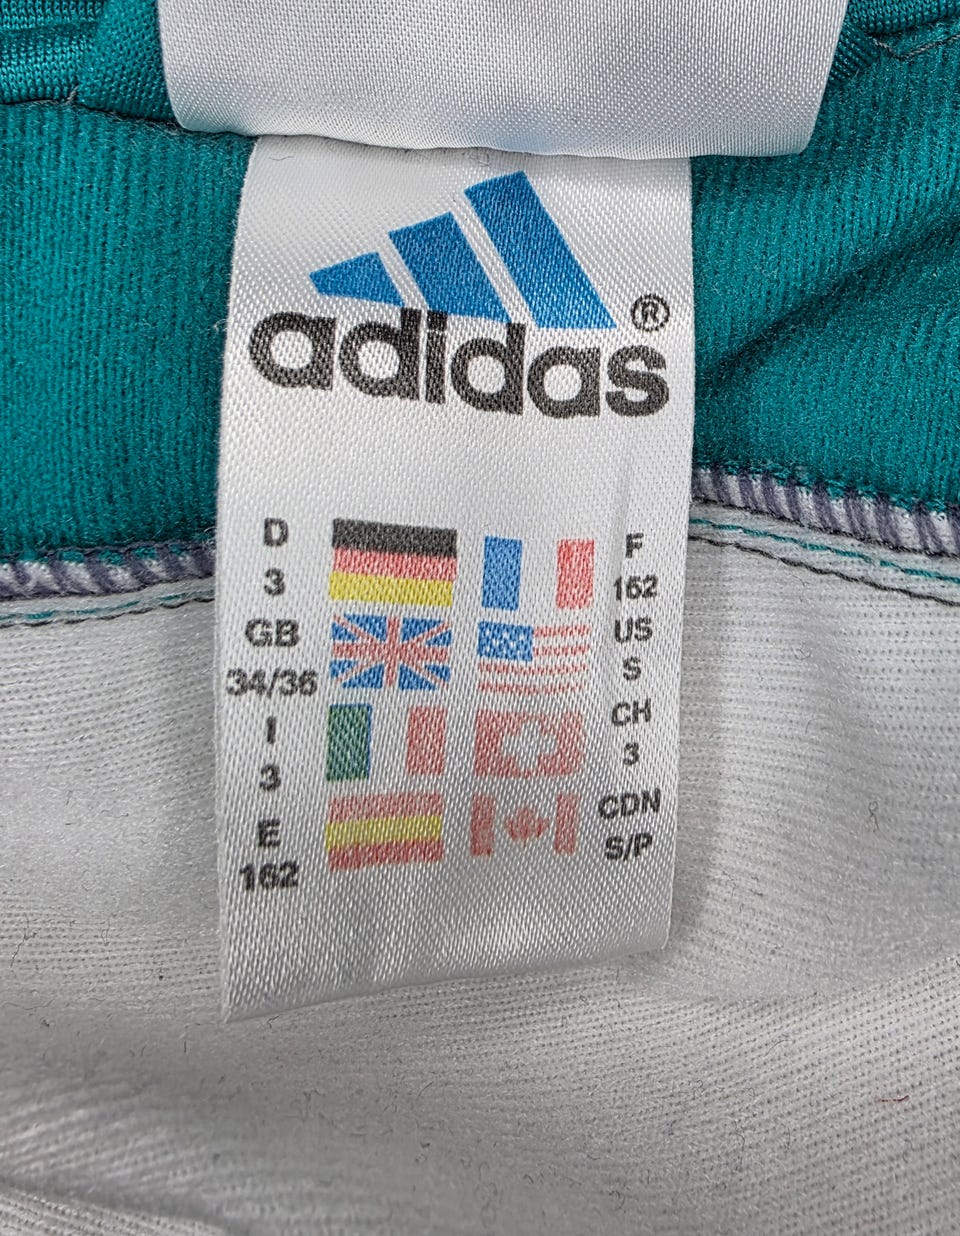 adidas®
D
3
GB
34/36
I
3
E
162
F
162
US
S
CH
3
CDN
S/P